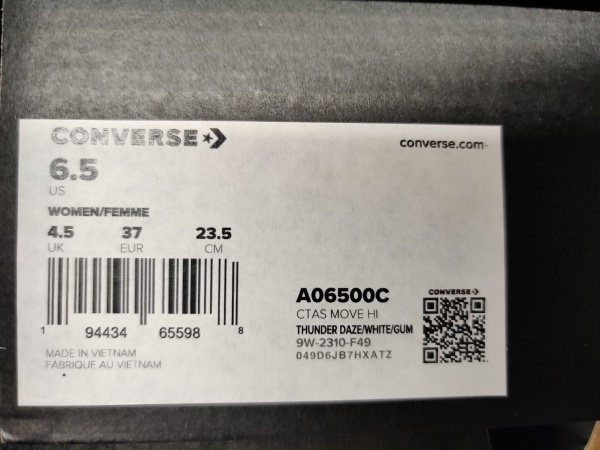 CONVERSE
converse.com
6.5
US
WOMEN/FEMME
4.5 37 23.5
UK EUR CM
1 94434 65598 8
MADE IN VIETNAM
FABRIQUE AU VIETNAM
A06500C
CTAS MOVE HI
THUNDER DAZE/WHITE/GUM
9W-2310-F49
049D6JB7HXATZ
CONVERSE